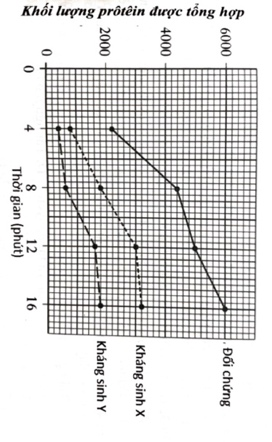 Khối lượng prôtêin được tổng hợp
0
2000
4000
6000
0
4
8
12
16
Thời gian (phút)
Đối chứng
Kháng sinh X
Kháng sinh Y